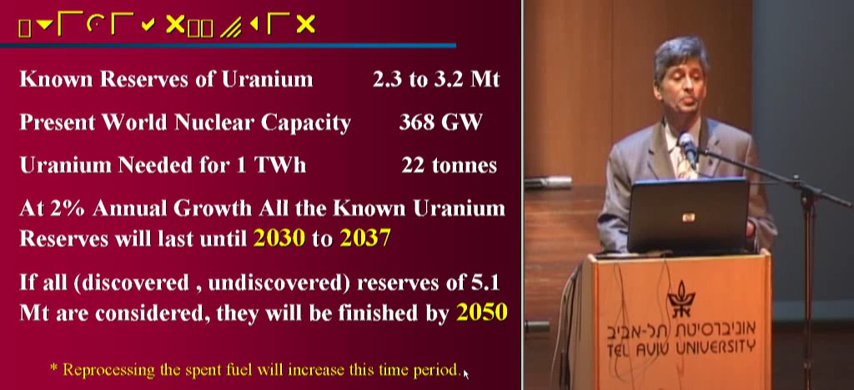 Known Reserves of Uranium 2.3 to 3.2 Mt
Present World Nuclear Capacity 368 GW
Uranium Needed for 1 TWh 22 tonnes
At 2% Annual Growth All the Known Uranium
Reserves will last until 2030 to 2037
If all (discovered , undiscovered) reserves of 5.1
Mt are considered, they will be finished by 2050
* Reprocessing the spent fuel will increase this time period.
hp
אוניברסיטת תל-אביב
TEL AVIV UNIVERSITY